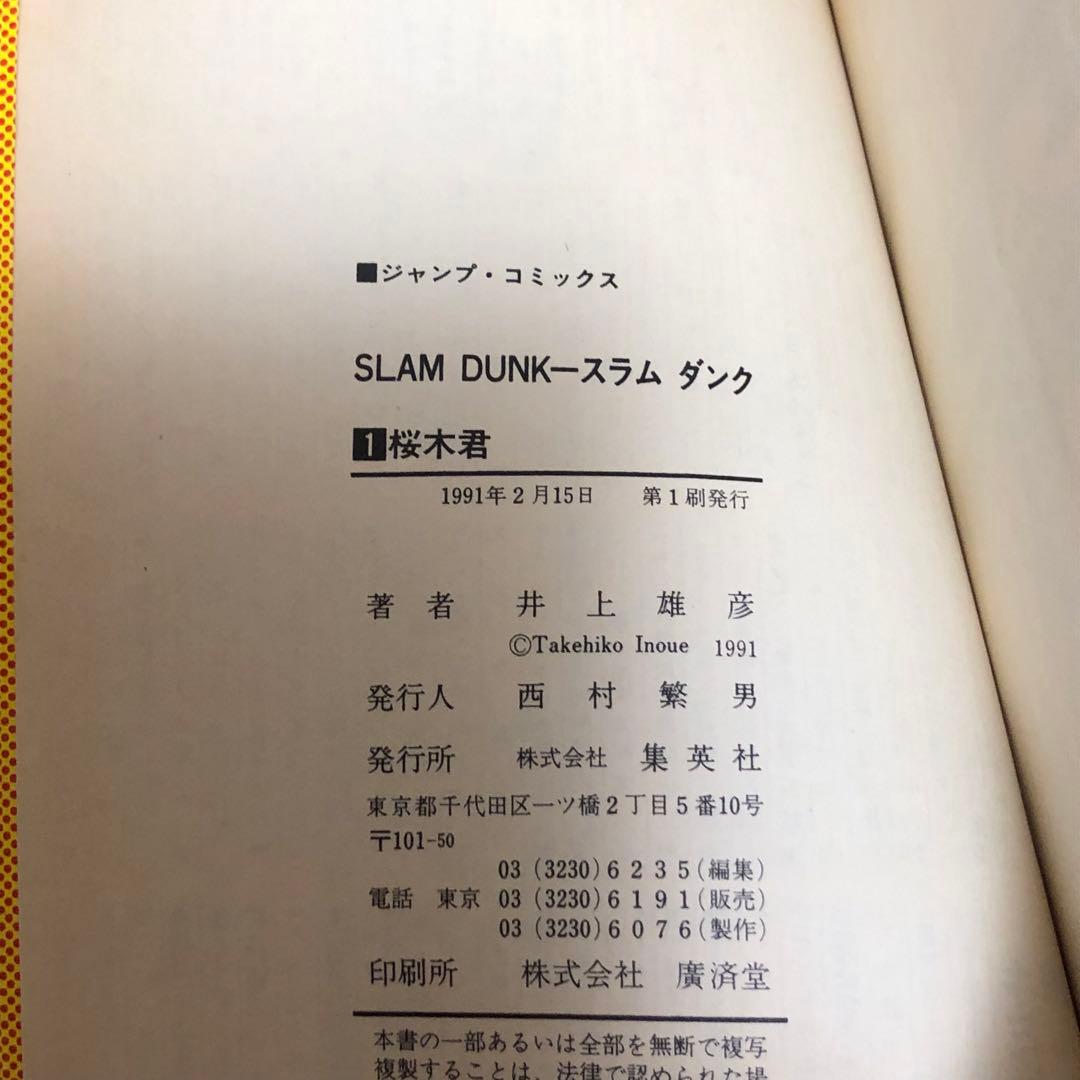 ■ジャンプ・コミックス
SLAM DUNK―スラム ダンク
1桜木君
1991年2月15日 第1刷発行
著者 井上雄彦
©Takehiko Inoue 1991
発行人 西村繁男
発行所 株式会社 集英社
東京都千代田区一ツ橋2丁目5番10号
〒101-50
03(3230)6235(編集)
電話 東京 03(3230)6191(販売)
03(3230)6076(製作)
印刷所 株式会社 廣済堂
本書の一部あるいは全部を無断で複写
複製することは、法律で認められた場